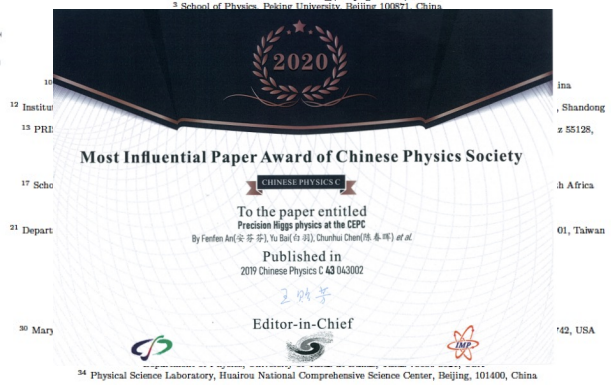 3 School of Physics, Peking University, Beijing 100871, China
2020
10
ina
12 Institut
, Shandong
13 PRI
z 55128,
Most Influential Paper Award of Chinese Physics Society
CHINESE PHYSICS C
17 Scho
h Africa
To the paper entitled
Precision Higgs physics at the CEPC
By Fenfen An(安芬芬), Yu Bai(白羽), Chunhui Chen(陈春晖) et al.
21 Depart
01, Taiwan
Published in
2019 Chinese Physics C 43 043002
Editor-in-Chief
30 Mary
IMP
742, USA
34 Physical Science Laboratory, Huairou National Comprehensive Science Center, Beijing, 101400, China